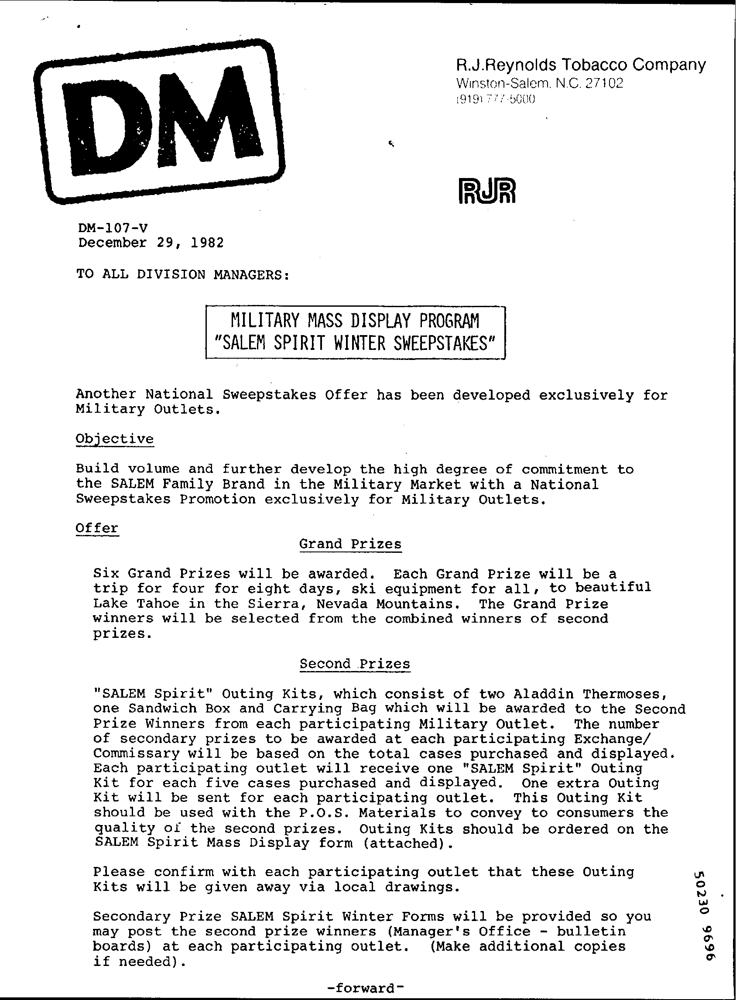 DM
R.J.Reynolds Tobacco Company
Winston-Salem, N.C. 27102
(919) 777-5000
RJR
DM-107-V
December 29, 1982
TO ALL DIVISION MANAGERS:
MILITARY MASS DISPLAY PROGRAM
"SALEM SPIRIT WINTER SWEEPSTAKES"
Another National Sweepstakes Offer has been developed exclusively for
Military Outlets.
Objective
Build volume and further develop the high degree of commitment to
the SALEM Family Brand in the Military Market with a National
Sweepstakes Promotion exclusively for Military Outlets.
Offer
Grand Prizes
Six Grand Prizes will be awarded. Each Grand Prize will be a
trip for four for eight days, ski equipment for all, to beautiful
Lake Tahoe in the Sierra, Nevada Mountains. The Grand Prize
winners will be selected from the combined winners of second
prizes.
Second Prizes
"SALEM Spirit" Outing Kits, which consist of two Aladdin Thermoses,
one Sandwich Box and Carrying Bag which will be awarded to the Second
Prize Winners from each participating Military Outlet. The number
of secondary prizes to be awarded at each participating Exchange/
Commissary will be based on the total cases purchased and displayed.
Each participating outlet will receive one "SALEM Spirit" Outing
Kit for each five cases purchased and displayed. One extra Outing
Kit will be sent for each participating outlet. This Outing Kit
should be used with the P.O.S. Materials to convey to consumers the
quality of the second prizes. Outing Kits should be ordered on the
SALEM Spirit Mass Display form (attached).
Please confirm with each participating outlet that these Outing
Kits will be given away via local drawings.
Secondary Prize SALEM Spirit Winter Forms will be provided so you
may post the second prize winners (Manager's Office - bulletin
boards) at each participating outlet. (Make additional copies
if needed).
-forward-
50230 9696